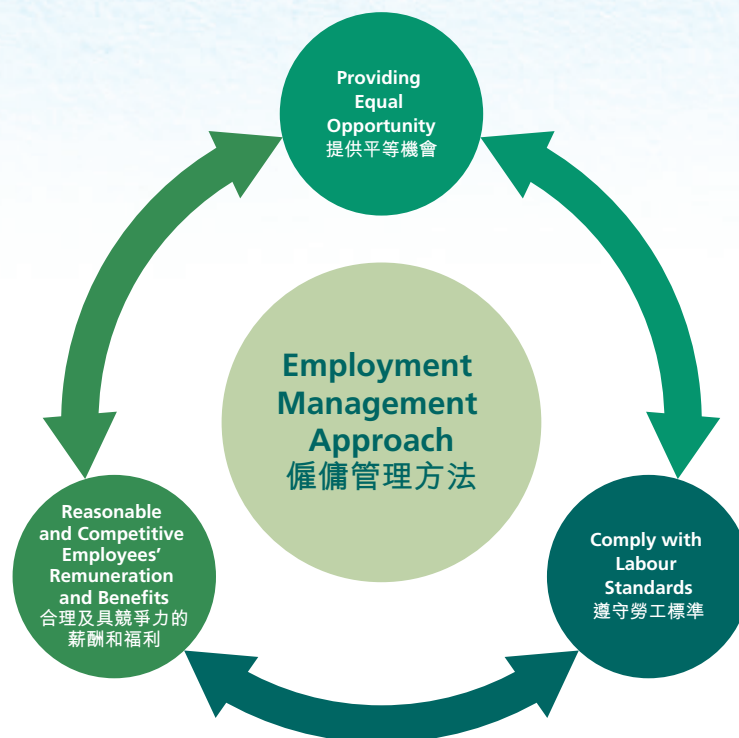 Providing
Equal
Opportunity
提供平等機會
Employment
Management
Approach
僱傭管理方法
Reasonable
and Competitive
Employees’
Remuneration
and Benefits
合理及具競爭力的
薪酬和福利
Comply with
Labour
Standards
遵守勞工標準